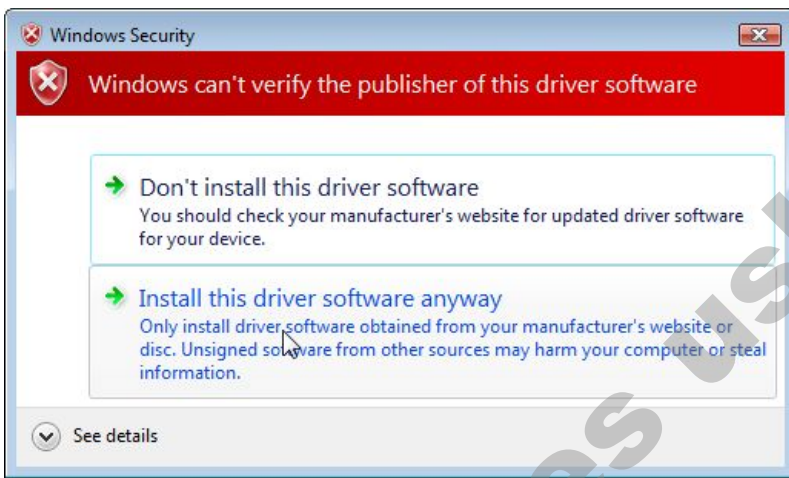 Windows Security
Windows can't verify the publisher of this driver software
Don't install this driver software
You should check your manufacturer's website for updated driver software
for your device.
Install this driver software anyway
Only install driver software obtained from your manufacturer's website or
disc. Unsigned software from other sources may harm your computer or steal
information.
See details